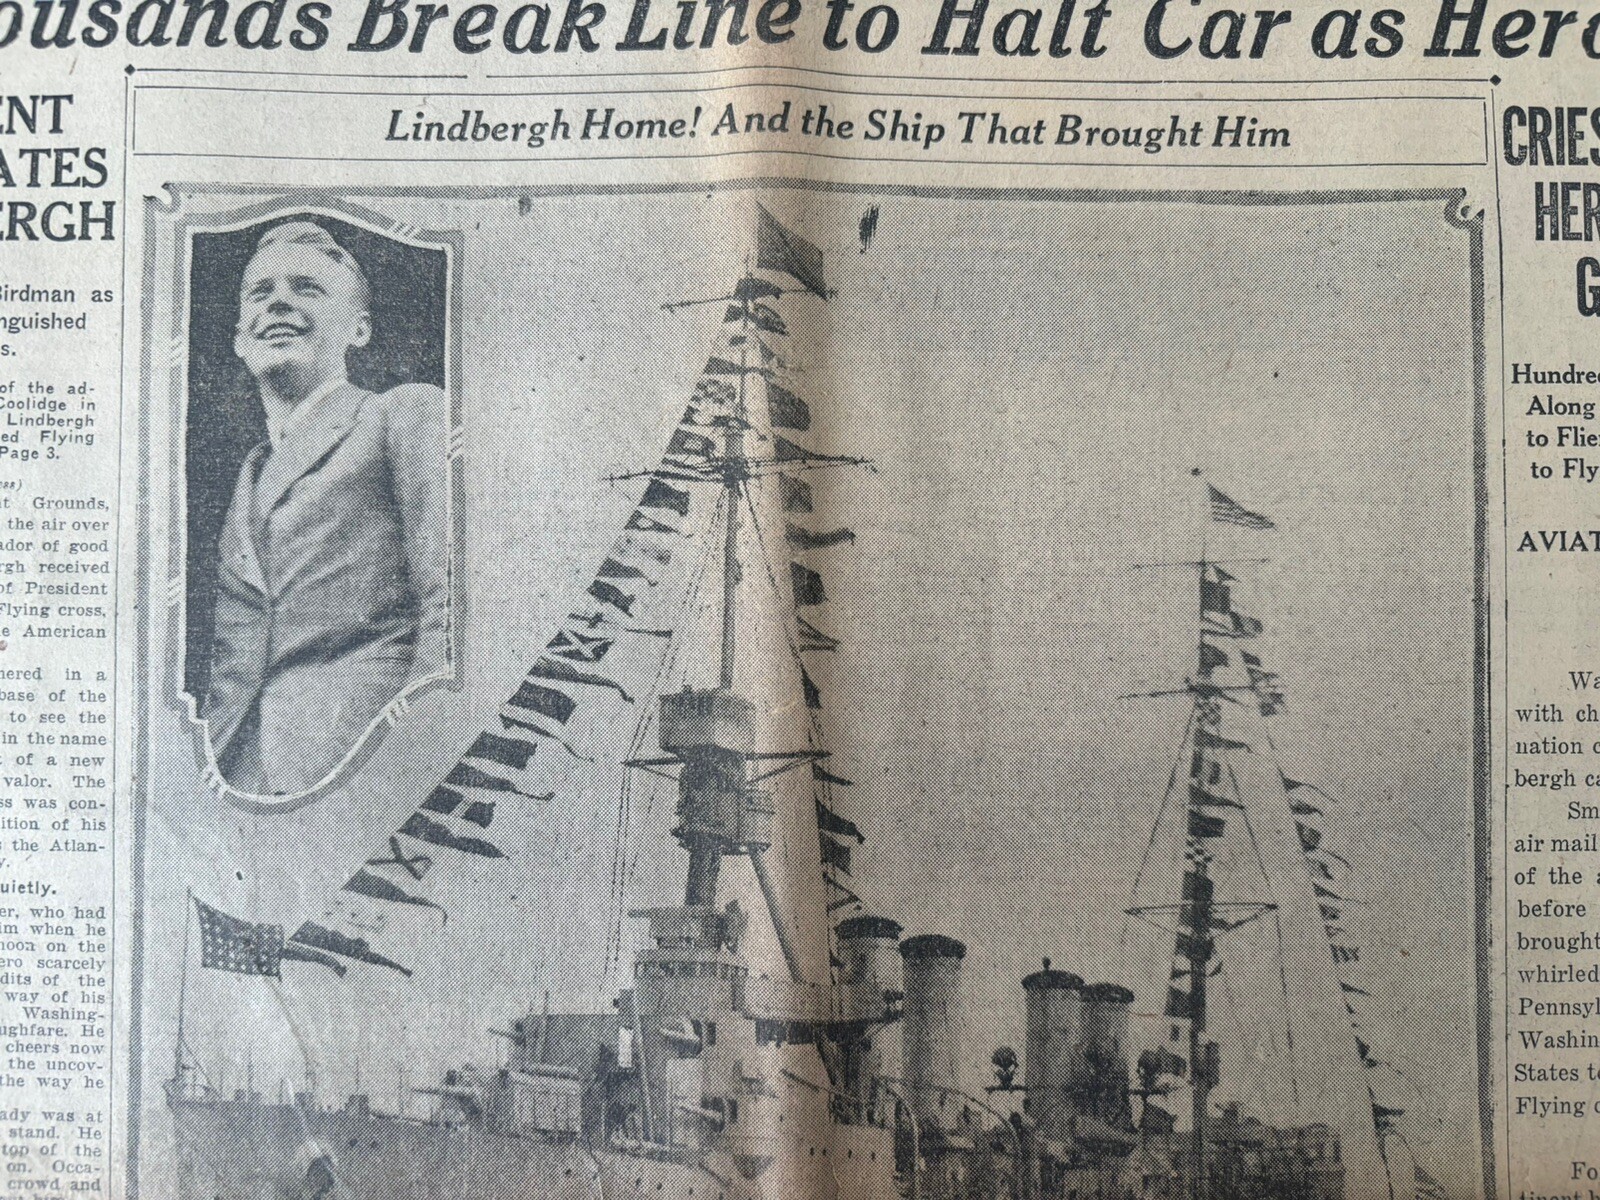 ousands Break Line to Halt Car as Hero
Lindbergh Home! And the Ship That Brought Him
ENT
ATES
ERGH
Birdman as
nguished
s.
of the ad-
Coolidge in
Lindbergh
ed Flying
Page 3.
ss)
t Grounds,
the air over
ador of good
rgh received
of President
Flying cross,
e American
hered in a
base of the
to see the
in the name
t of a new
valor. The
ss was con-
ition of his
s the Atlan-
y.
uietly.
er, who had
im when he
noon on the
ero scarcely
dits of the
way of his
Washing-
ughfare. He
cheers now
the uncov-
the way he
ady was at
stand. He
top of the
on. Occa-
crowd and
CRIES
HER
G
Hundred
Along
to Flier
to Fly
AVIAT
Wa
with ch
nation c
bergh ca
Sm
air mail
of the a
before
brought
whirled
Pennsyl
Washin
States to
Flying c
Fo